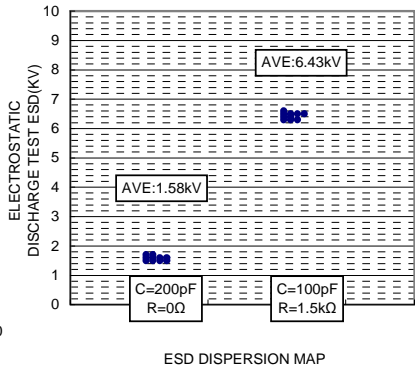 ELECTROSTATIC
DISCHARGE TEST ESD(KV)
10
9
8
7
6
5
4
3
2
1
0
AVE:6.43kV
AVE:1.58kV
C=200pF
R=0Ω
C=100pF
R=1.5kΩ
0
ESD DISPERSION MAP